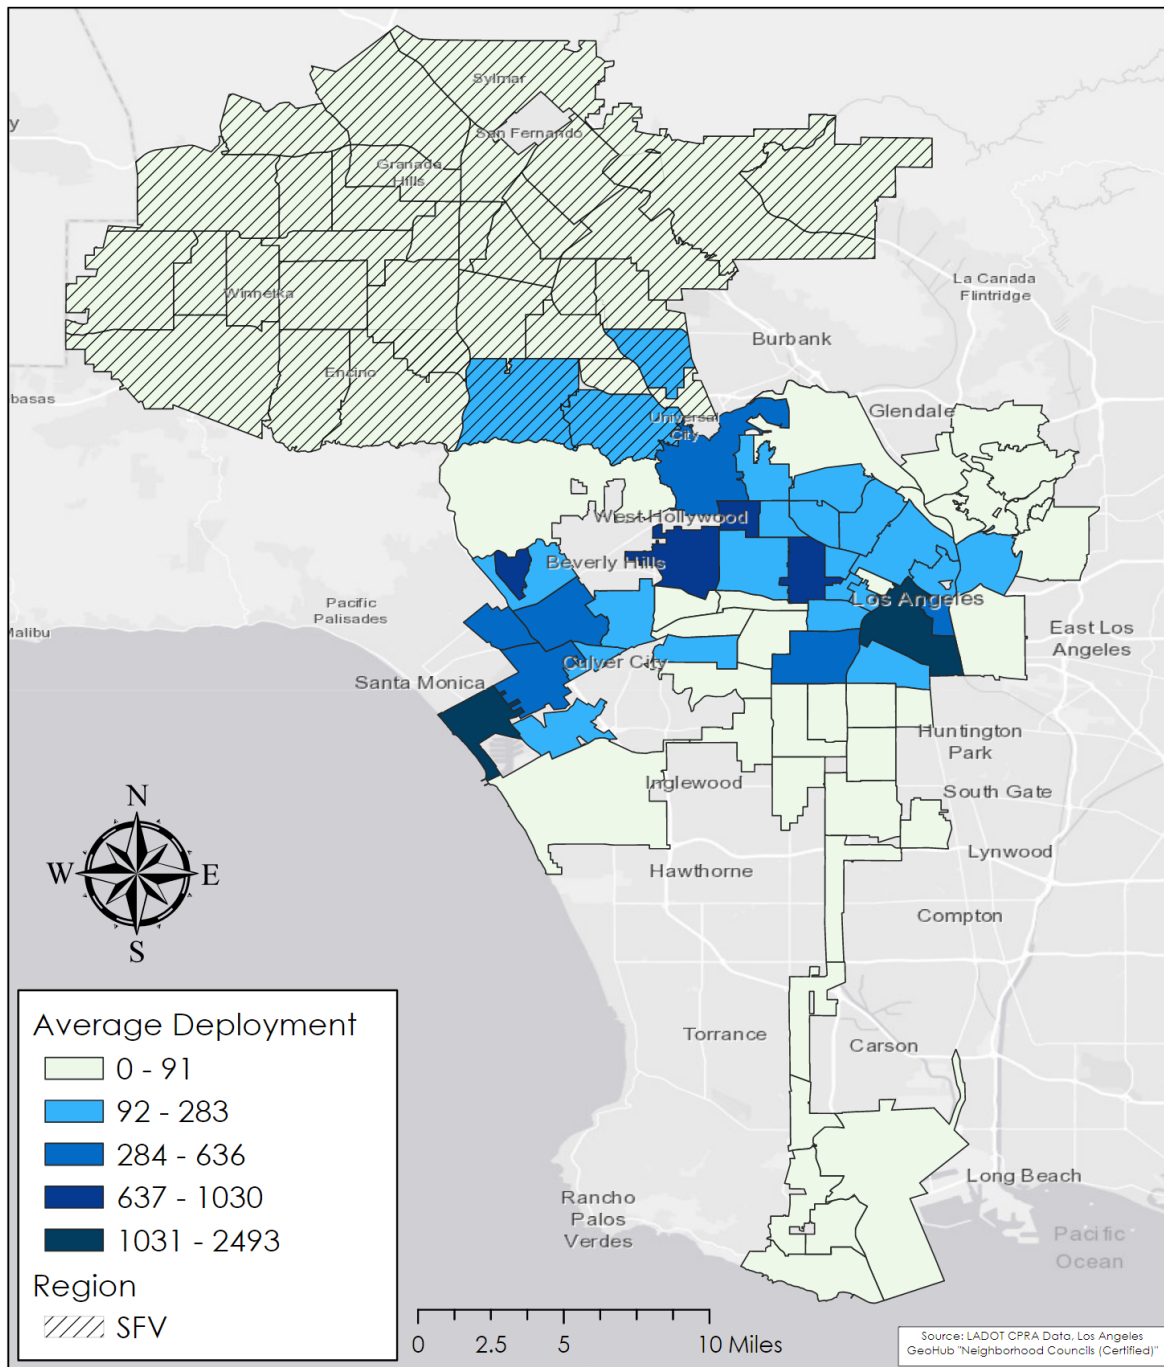 Sylmar
San Fernando
y
Granada
Hills
La Canada
Flintridge
Winnetka
Burbank
Encino
basas
Glendale
Universal
City
West Hollywood
Beverly Hills
Los Angeles
Pacific
Palisades
Malibu
East Los
Angeles
Culver City
Santa Monica
Huntington
Park
Inglewood
South Gate
N
Lynwood
W
E
Hawthorne
Compton
S
Average Deployment
0 - 91
92 - 283
284 - 636
637 - 1030
1031 - 2493
Region
SFV
Torrance
Carson
Long Beach
Rancho
Palos
Verdes
Pacific
Ocean
0 2.5 5 10 Miles
Source: LADOT CPRA Data, Los Angeles
GeoHub "Neighborhood Councils (Certified)"